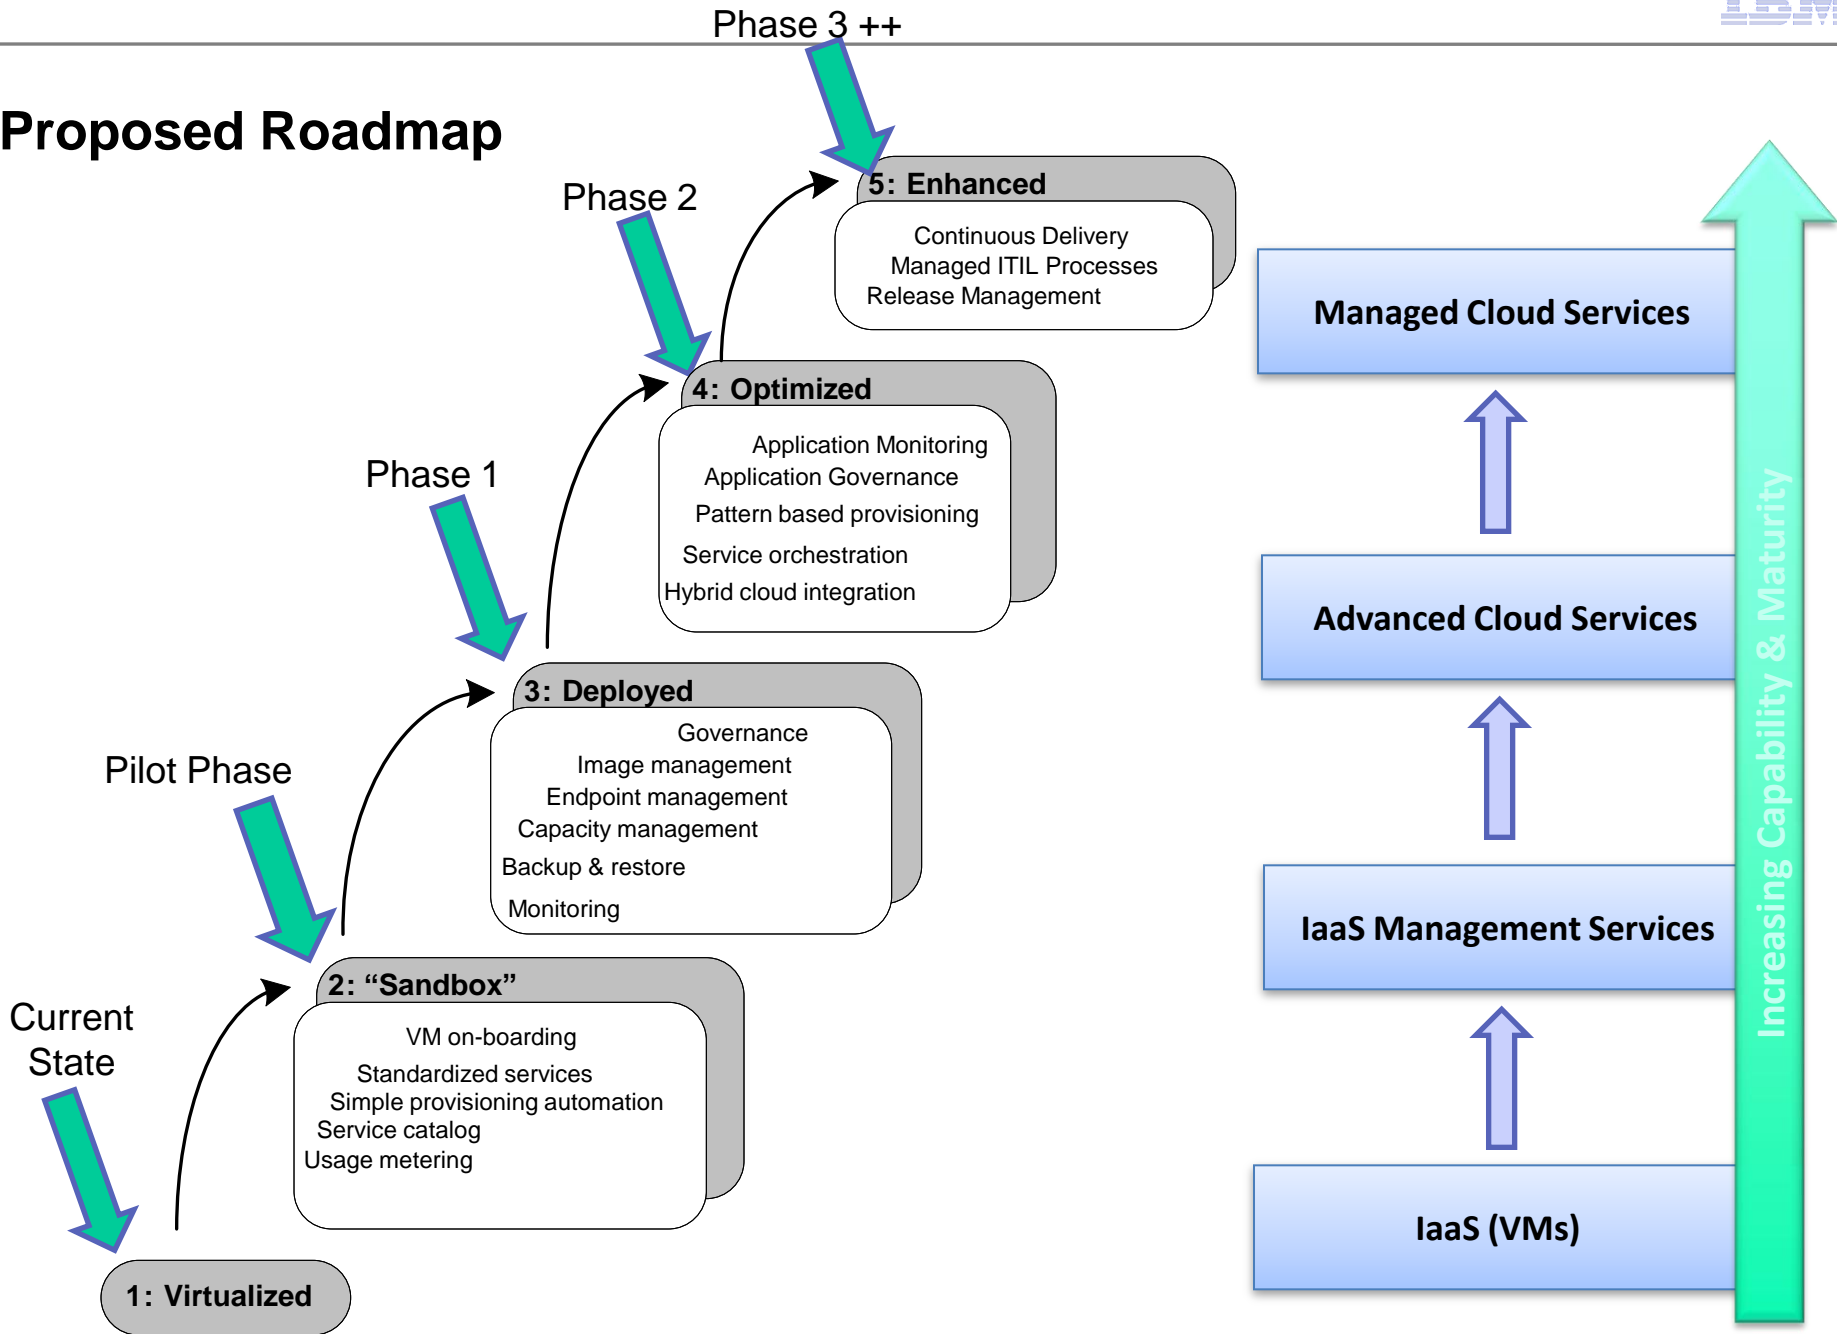 IBM
Phase 3 ++
Proposed Roadmap
Phase 2
5: Enhanced
Continuous Delivery
Managed ITIL Processes
Release Management
Managed Cloud Services
4: Optimized
Application Monitoring
Application Governance
Pattern based provisioning
Service orchestration
Hybrid cloud integration
Phase 1
Advanced Cloud Services
3: Deployed
Governance
Image management
Endpoint management
Capacity management
Backup & restore
Monitoring
Pilot Phase
IaaS Management Services
2: “Sandbox”
VM on-boarding
Standardized services
Simple provisioning automation
Service catalog
Usage metering
Current
State
IaaS (VMs)
1: Virtualized
Increasing Capability & Maturity